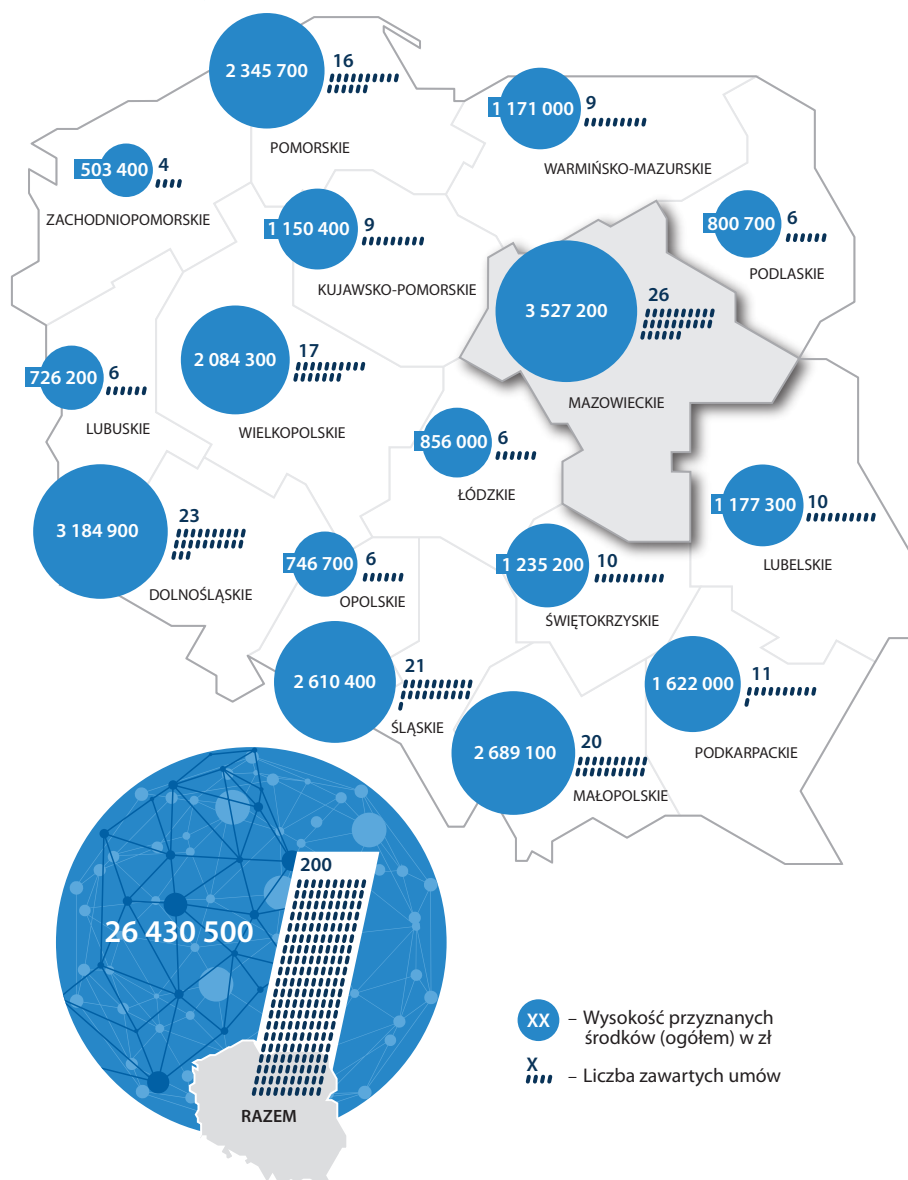 2 345 700
16
POMORSKIE
1 171 000
9
WARMIŃSKO-MAZURSKIE
503 400
4
ZACHODNIOPOMORSKIE
1 150 400
9
KUJAWSKO-POMORSKIE
800 700
6
PODLASKIE
3 527 200
26
MAZOWIECKIE
2 084 300
17
WIELKOPOLSKIE
726 200
6
LUBUSKIE
856 000
6
ŁÓDZKIE
3 184 900
23
DOLNOŚLĄSKIE
1 177 300
10
LUBELSKIE
746 700
6
OPOLSKIE
1 235 200
10
ŚWIĘTOKRZYSKIE
2 610 400
21
ŚLĄSKIE
1 622 000
11
PODKARPACKIE
2 689 100
20
MAŁOPOLSKIE
200
26 430 500
RAZEM
XX – Wysokość przyznanych
środków (ogółem) w zł
X
– Liczba zawartych umów